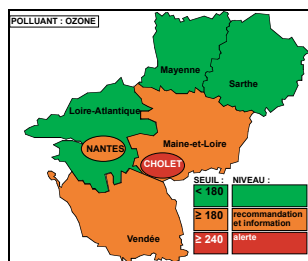 POLLUANT : OZONE
Mayenne
Sarthe
Loire-Atlantique
NANTES
Maine-et-Loire
CHOLET
Vendée
SEUIL : NIVEAU :
< 180
≥ 180 recommandation
et information
≥ 240 alerte